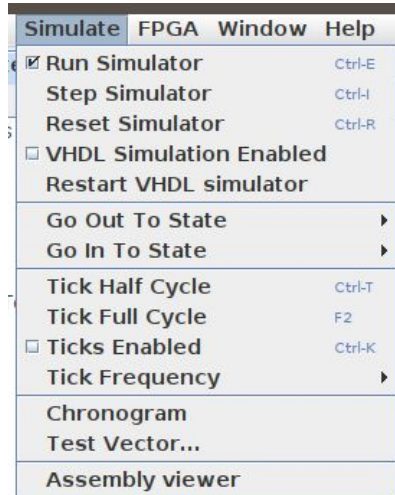 Simulate FPGA Window Help
Run Simulator Ctrl-E
Step Simulator Ctrl-I
Reset Simulator Ctrl-R
VHDL Simulation Enabled
Restart VHDL simulator
Go Out To State
Go In To State
Tick Half Cycle Ctrl-T
Tick Full Cycle F2
Ticks Enabled Ctrl-K
Tick Frequency
Chronogram
Test Vector...
Assembly viewer